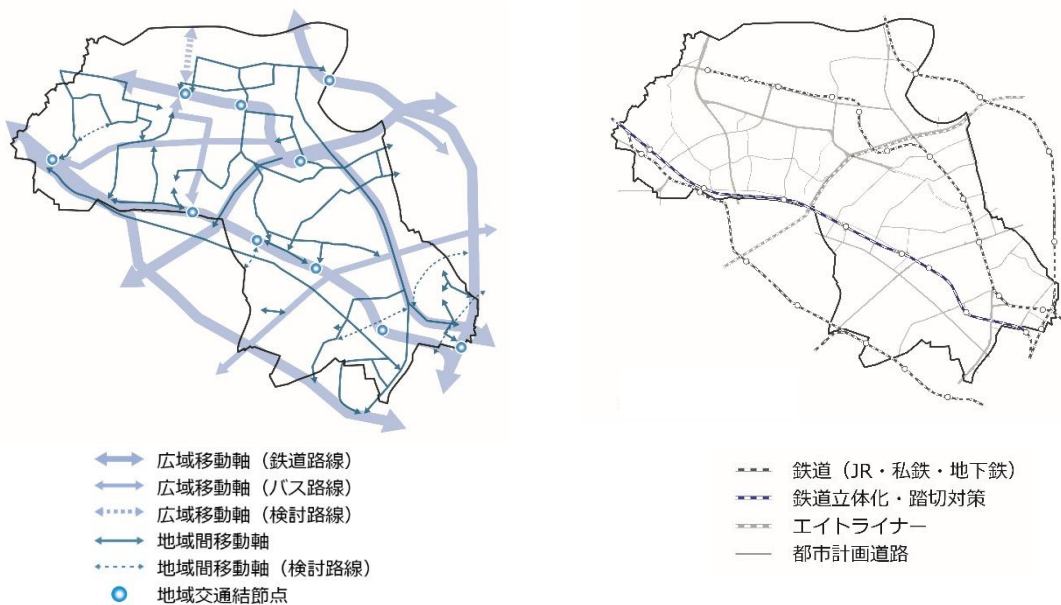 広域移動軸（鉄道路線）
広域移動軸（バス路線）
広域移動軸（検討路線）
地域間移動軸
地域間移動軸（検討路線）
地域交通結節点
鉄道（JR・私鉄・地下鉄）
鉄道立体化・踏切対策
エイトライナー
都市計画道路